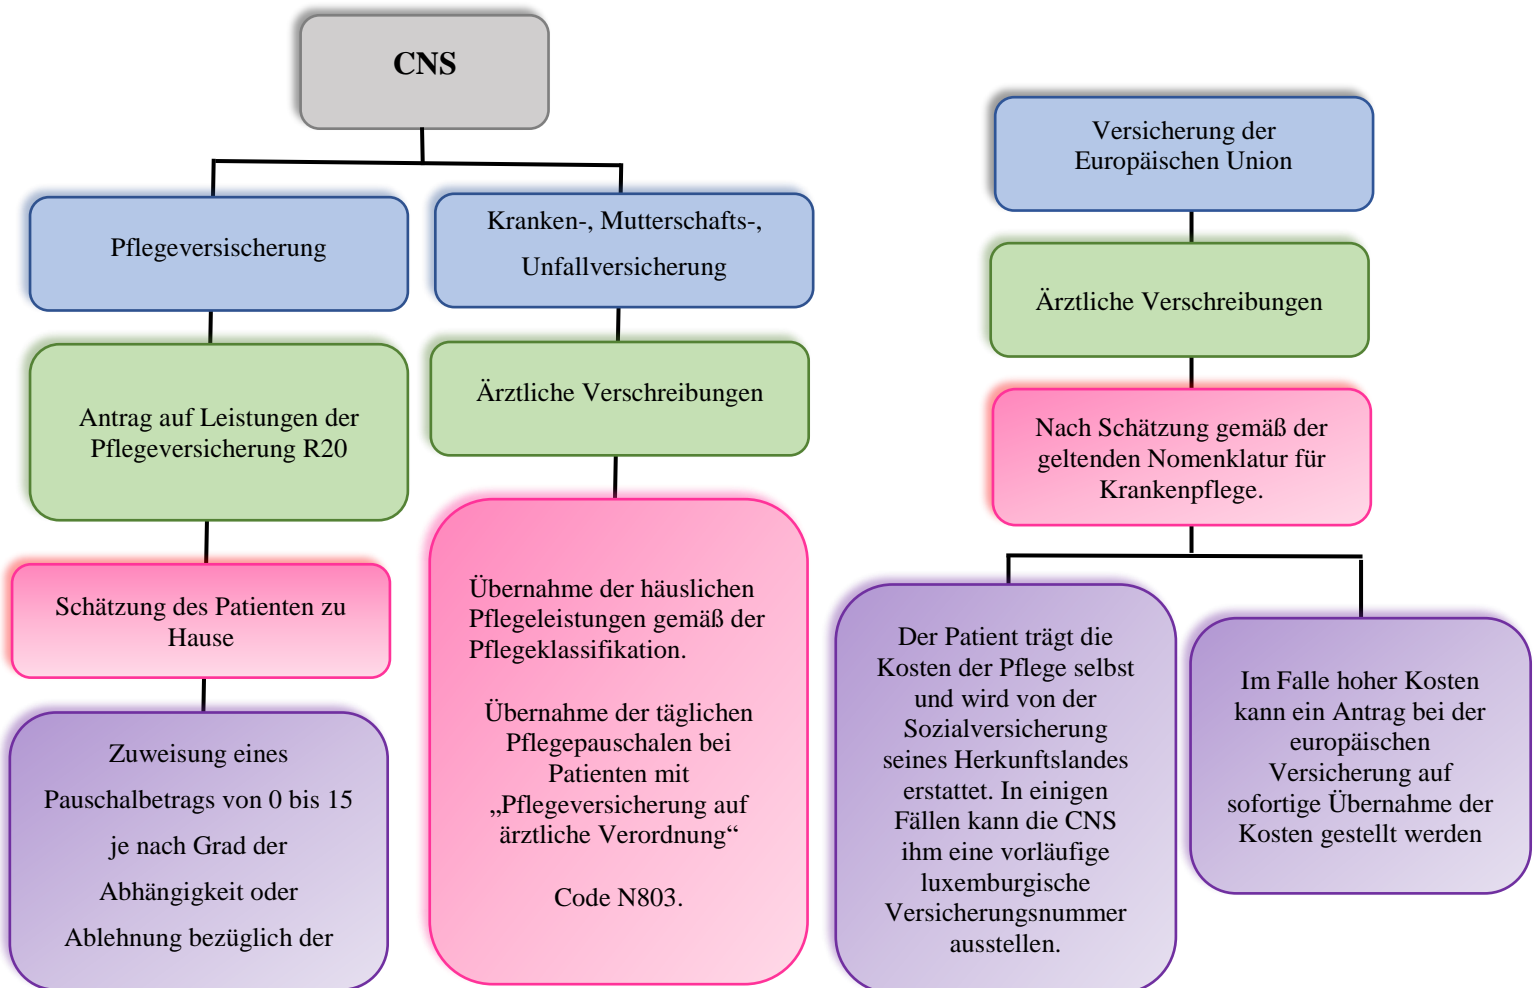 CNS
Pflegeversischerung
Kranken-, Mutterschafts-,
Unfallversicherung
Antrag auf Leistungen der
Pflegeversicherung R20
Ärztliche Verschreibungen
Schätzung des Patienten zu
Hause
Übernahme der häuslichen
Pflegeleistungen gemäß der
Pflegeklassifikation.
Übernahme der täglichen
Pflegepauschalen bei
Patienten mit
„Pflegeversicherung auf
ärztliche Verordnung“
Code N803.
Zuweisung eines
Pauschalbetrags von 0 bis 15
je nach Grad der
Abhängigkeit oder
Ablehnung bezüglich der
Versicherung der
Europäischen Union
Ärztliche Verschreibungen
Nach Schätzung gemäß der
geltenden Nomenklatur für
Krankenpflege.
Der Patient trägt die
Kosten der Pflege selbst
und wird von der
Sozialversicherung
seines Herkunftslandes
erstattet. In einigen
Fällen kann die CNS
ihm eine vorläufige
luxemburgische
Versicherungsnummer
ausstellen.
Im Falle hoher Kosten
kann ein Antrag bei der
europäischen
Versicherung auf
sofortige Übernahme der
Kosten gestellt werden